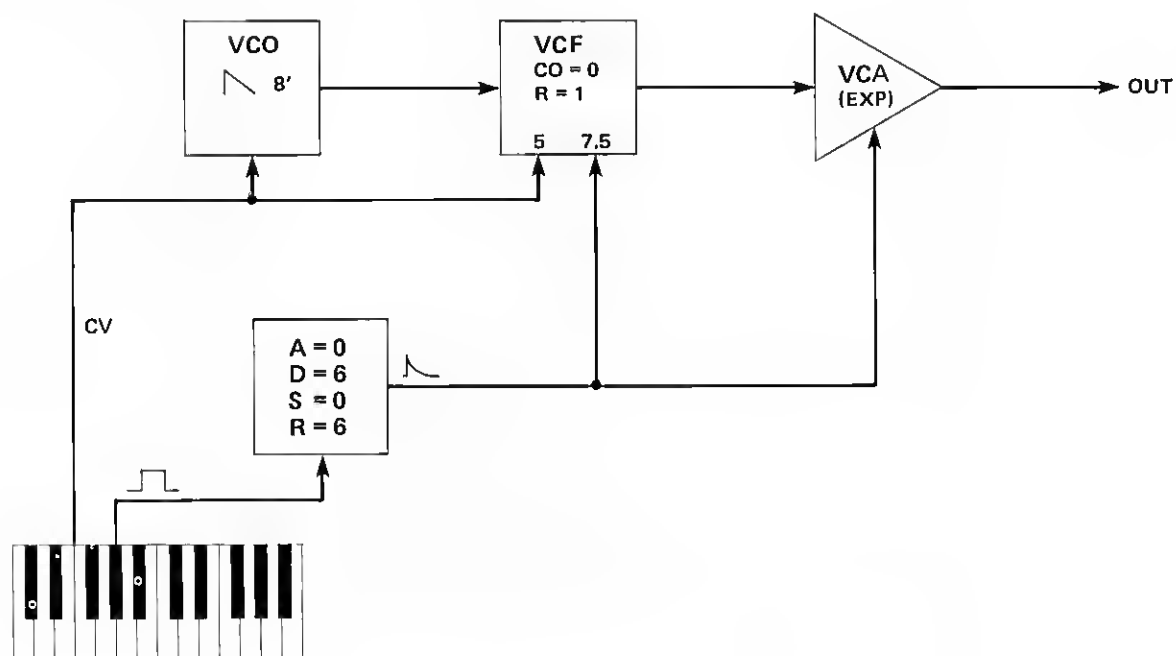 VCO
8'
VCF
CO = 0
R = 1
5 7.5
VCA
(EXP)
OUT
CV
A = 0
D = 6
S = 0
R = 6